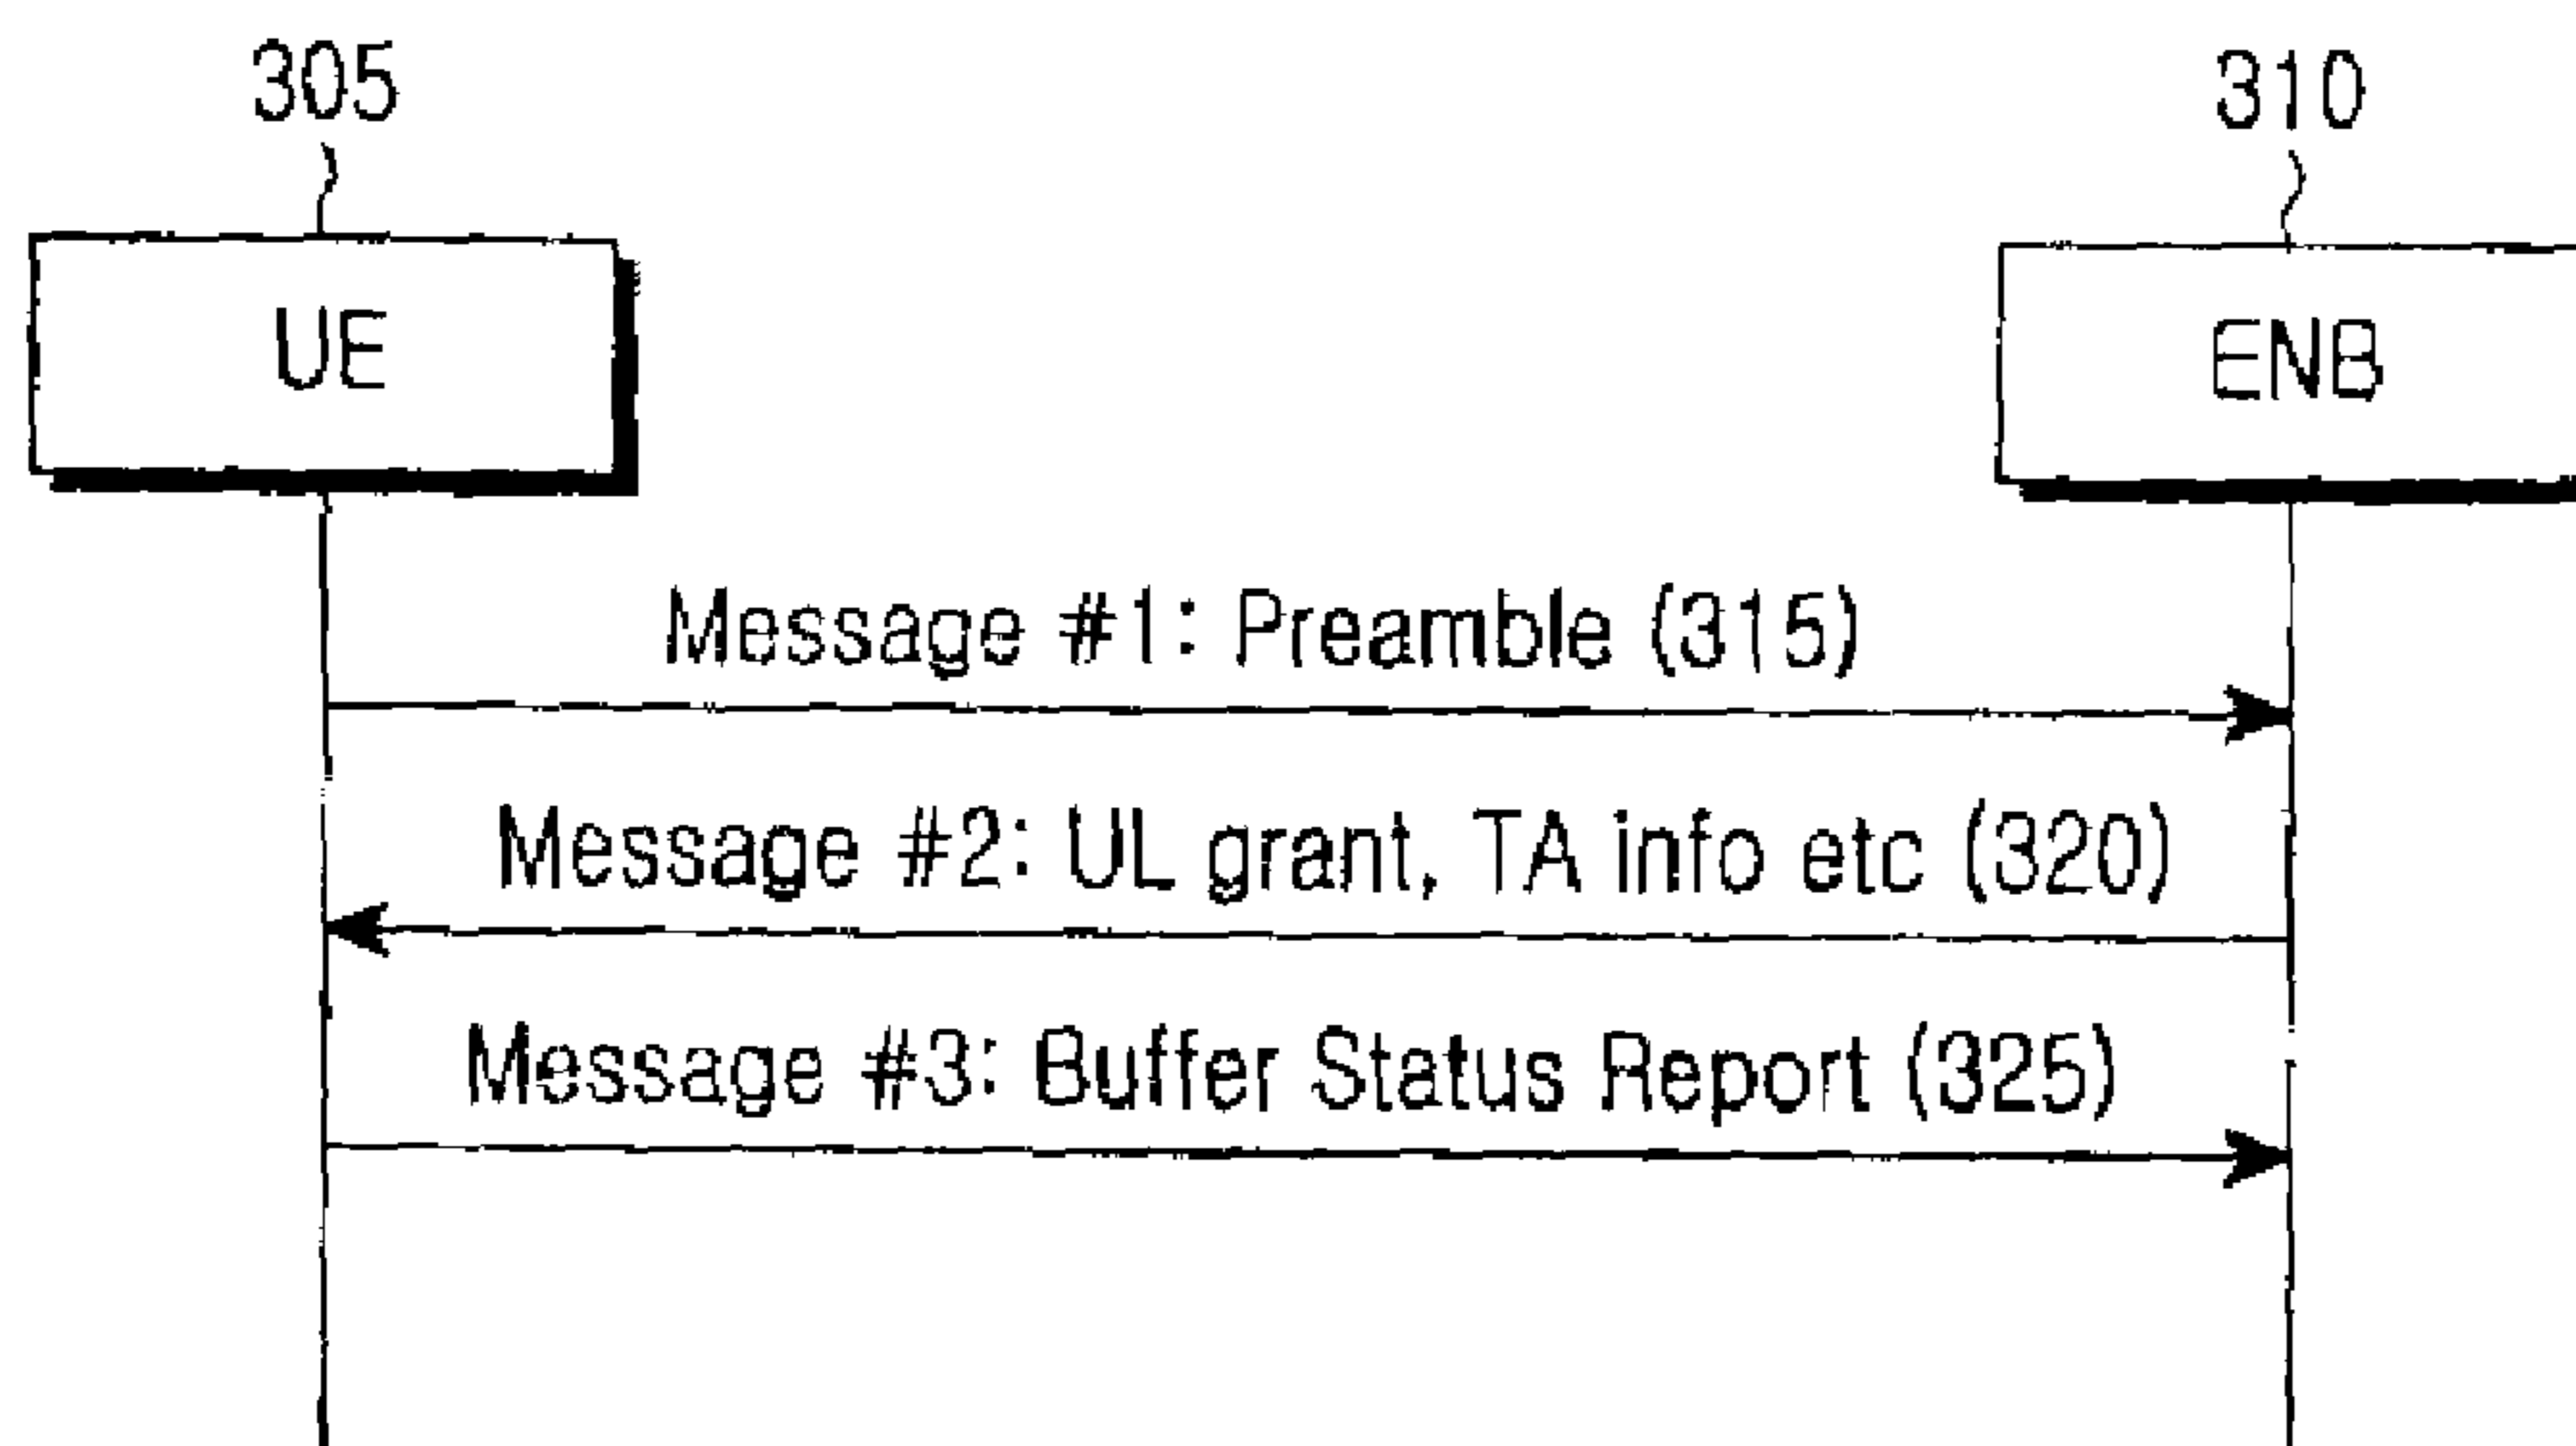 305
310
UE
ENB
Message #1: Preamble (315)
Message #2: UL grant, TA info etc (320)
Message #3: Buffer Status Report (325)